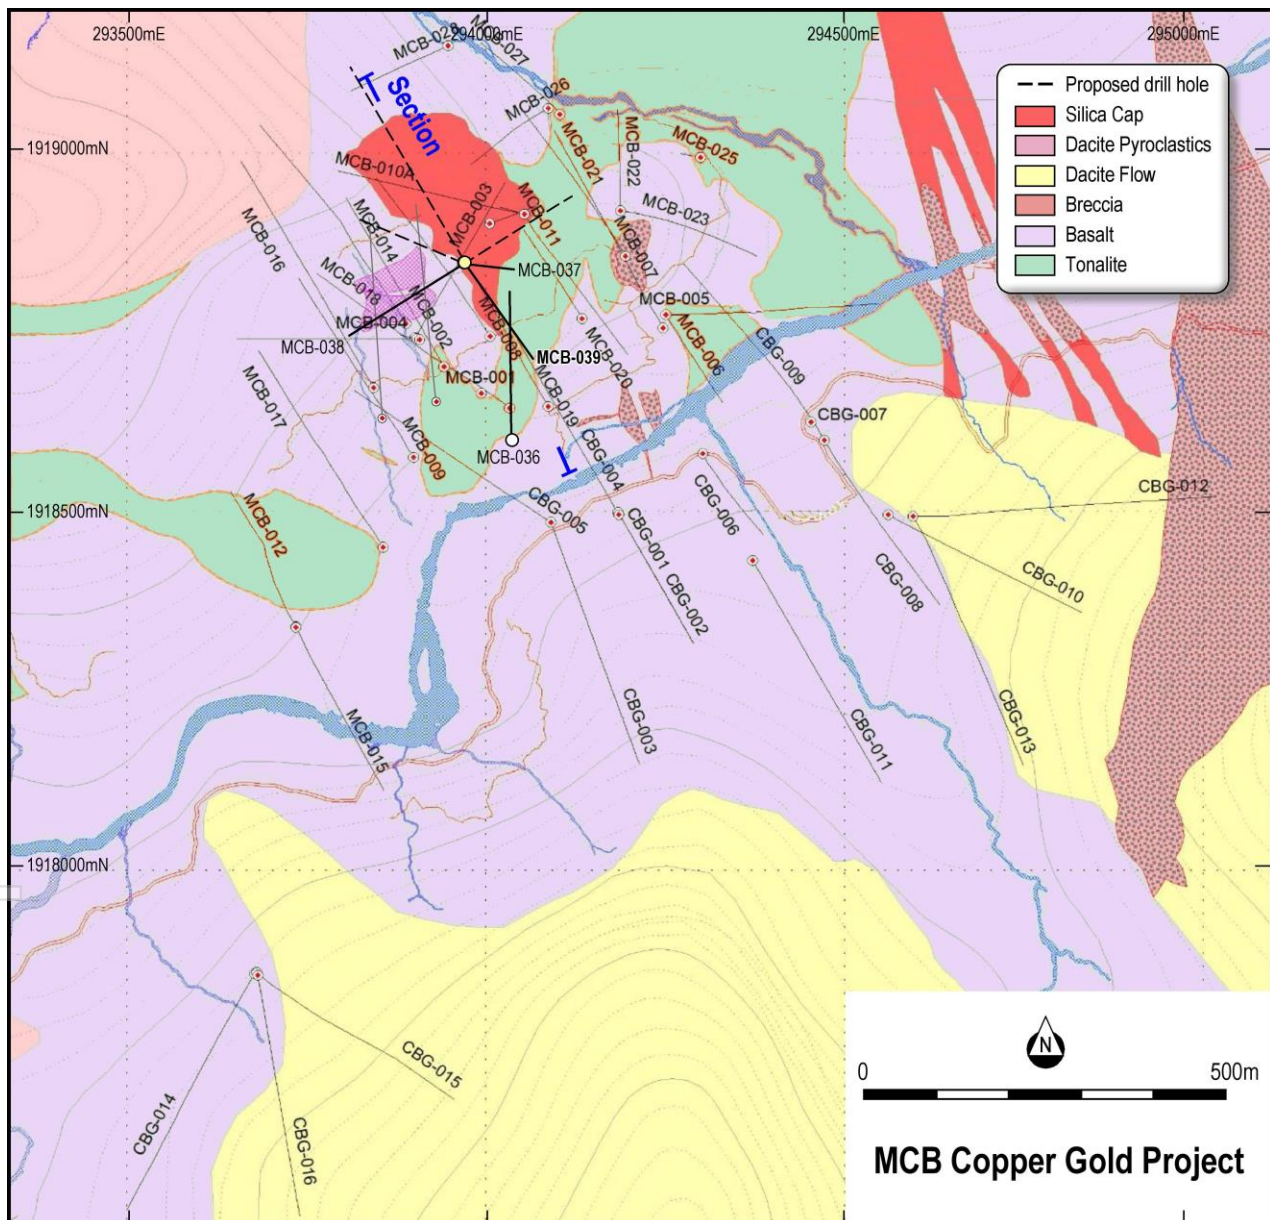 293500mE
294000mE
294500mE
295000mE
MCB-028
MCB-027
Section
Proposed drill hole
Silica Cap
Dacite Pyroclastics
Dacite Flow
Breccia
Basalt
Tonalite
MCB-026
MCB-021
MCB-022
MCB-025
1919000mN
MCB-010A
MCB-003
MCB-011
MCB-023
MCB-016
MCB-014
MCB-007
MCB-037
MCB-018
MCB-005
MCB-004
MCB-002
MCB-008
MCB-006
MCB-038
MCB-039
MCB-020
CBG-009
MCB-017
MCB-001
MCB-019
CBG-007
MCB-009
MCB-036
CBG-004
CBG-012
1918500mN
MCB-012
CBG-005
CBG-006
CBG-001
CBG-002
CBG-008
CBG-010
MCB-015
CBG-003
CBG-011
CBG-013
1918000mN
CBG-015
CBG-014
CBG-016
N
0
500m
MCB Copper Gold Project